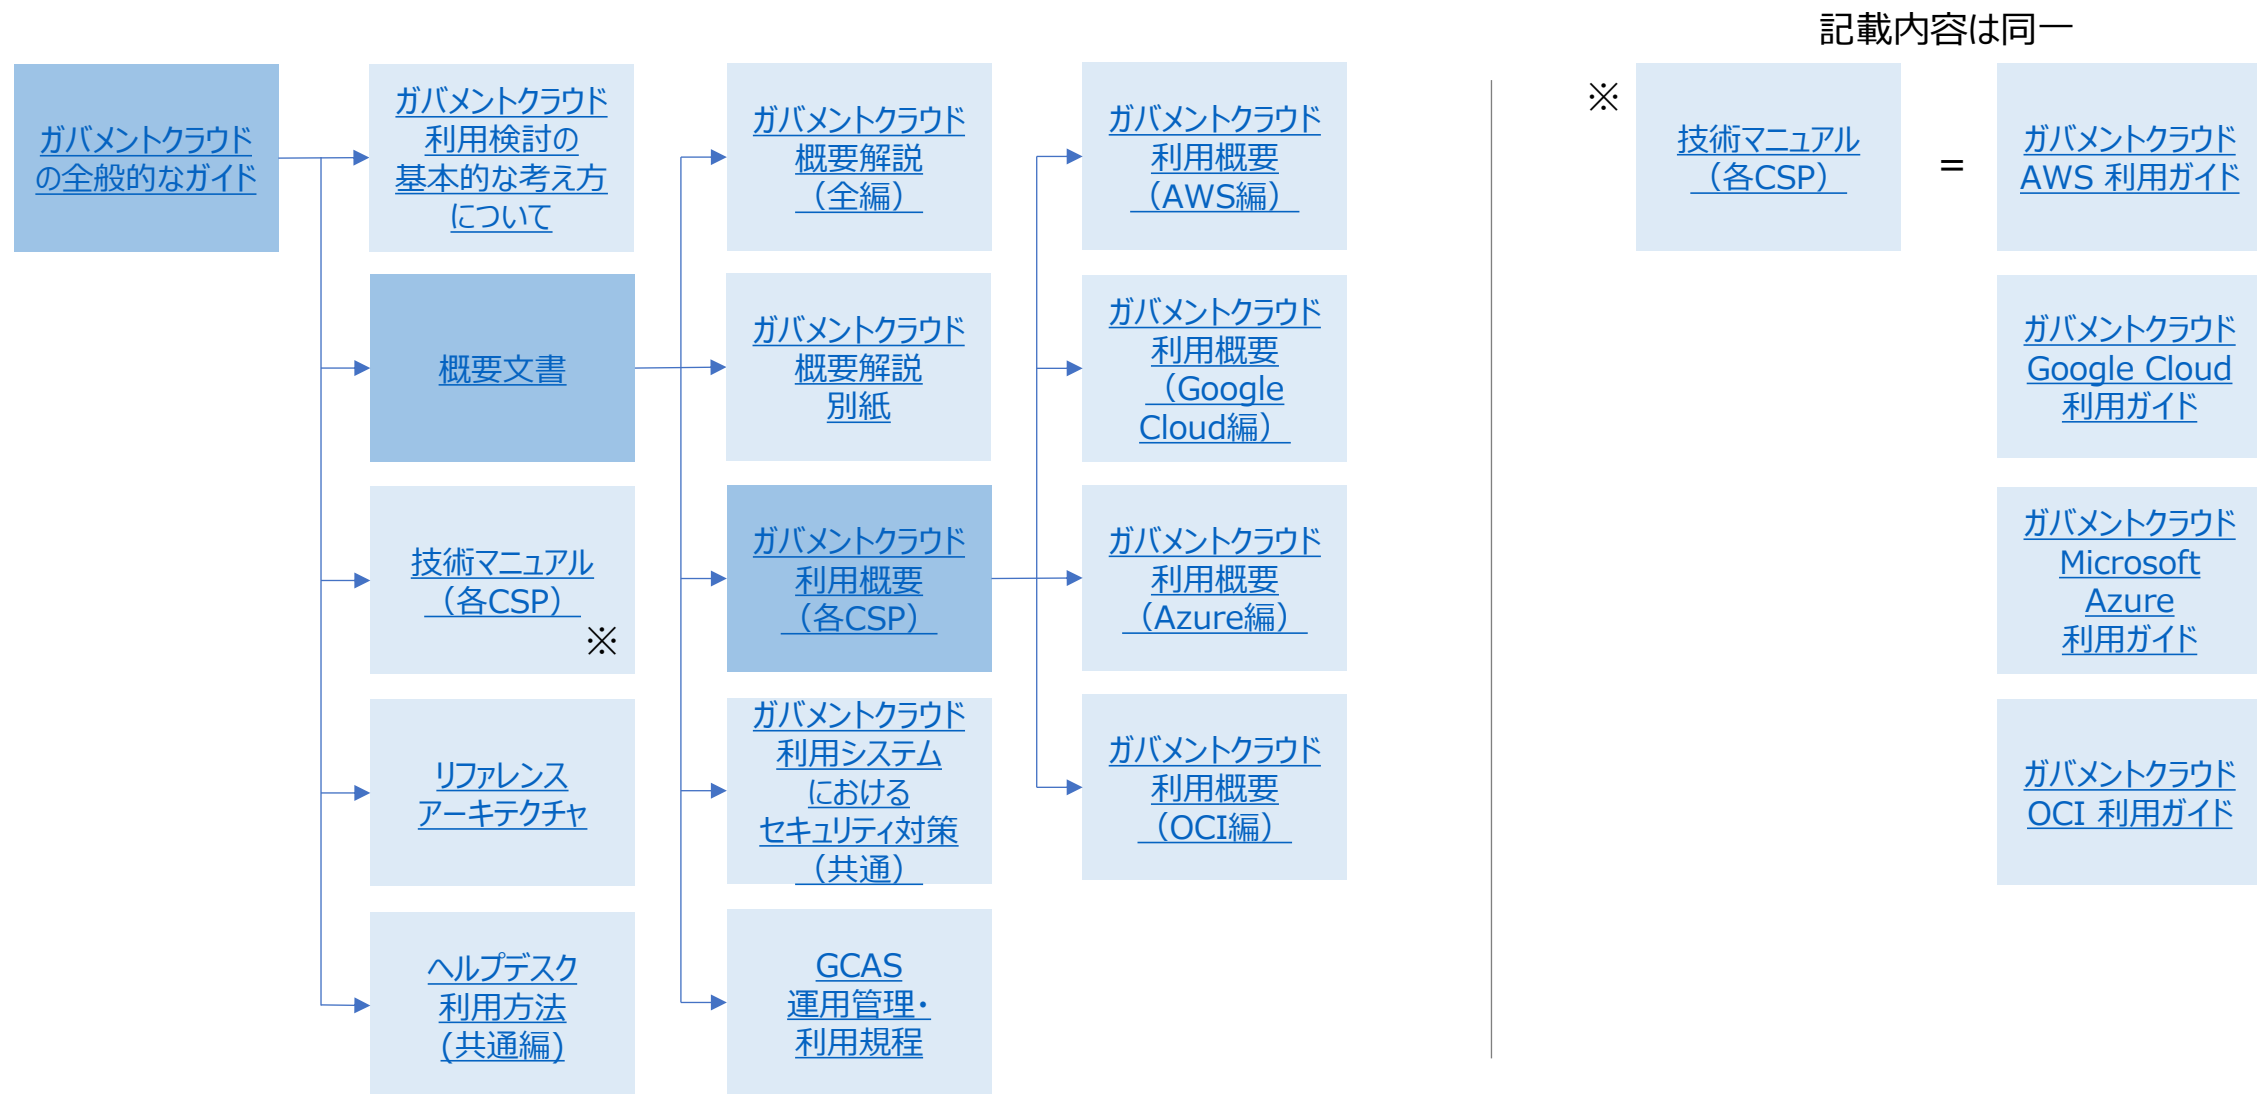 ガバメントクラウド
の全般的なガイド
ガバメントクラウド
利用検討の
基本的な考え方
について
概要文書
技術マニュアル
（各CSP）
※
リファレンス
アーキテクチャ
ヘルプデスク
利用方法
(共通編)
ガバメントクラウド
概要解説
（全編）
ガバメントクラウド
概要解説
別紙
ガバメントクラウド
利用概要
（各CSP）
ガバメントクラウド
利用システム
における
セキュリティ対策
（共通）
GCAS
運用管理・
利用規程
ガバメントクラウド
利用概要
（AWS編）
ガバメントクラウド
利用概要
（Google
Cloud編）
ガバメントクラウド
利用概要
（Azure編）
ガバメントクラウド
利用概要
（OCI編）
記載内容は同一
※
技術マニュアル
（各CSP）
=
ガバメントクラウド
AWS 利用ガイド
ガバメントクラウド
Google Cloud
利用ガイド
ガバメントクラウド
Microsoft
Azure
利用ガイド
ガバメントクラウド
OCI 利用ガイド